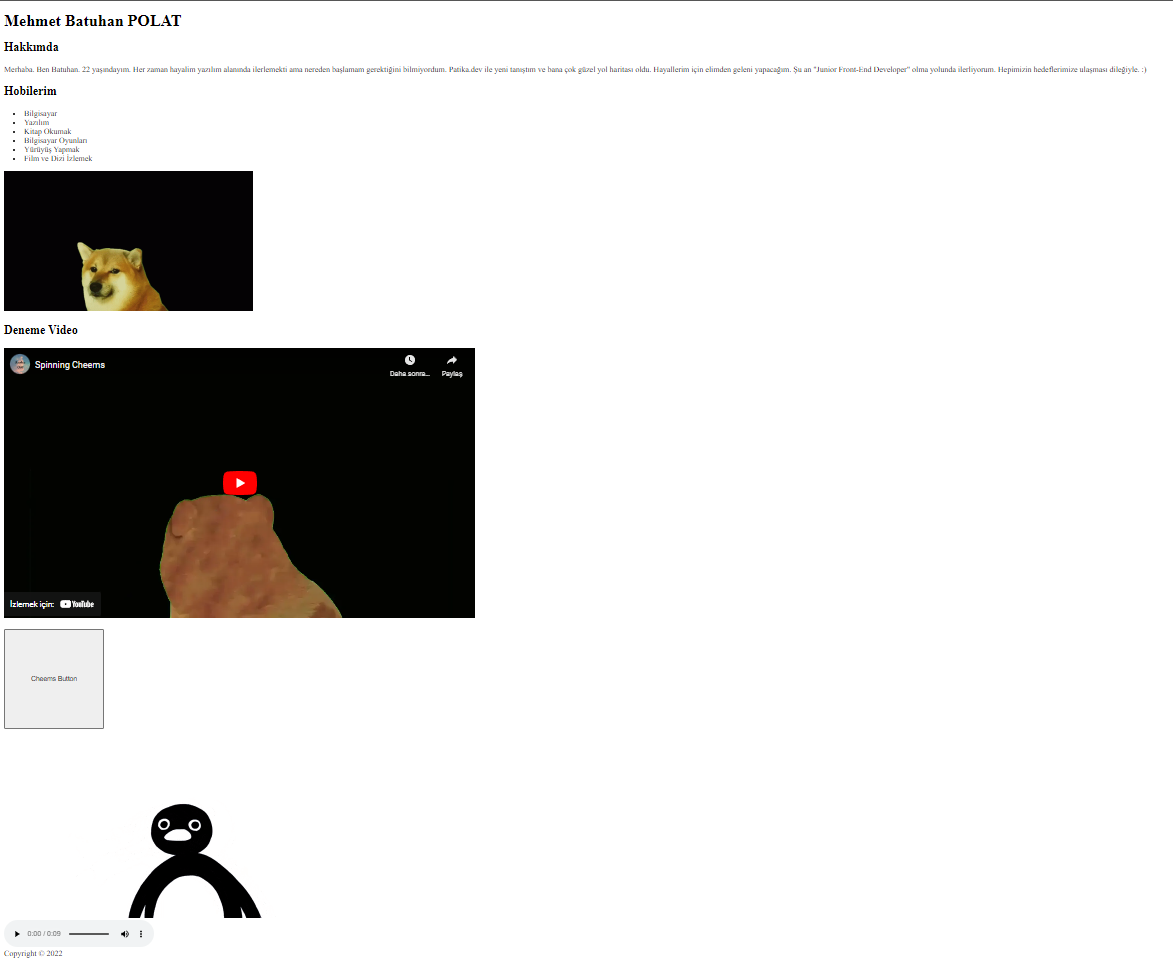 Mehmet Batuhan POLAT
Hakkımda
Merhaba. Ben Batuhan. 22 yaşındayım. Her zaman hayalim yazılım alanında ilerlemekti ama nereden başlamam gerektiğini bilmiyordum. Patika.dev ile yeni tanıştım ve bana çok güzel yol haritası oldu. Hayallerim için elimden geleni yapacağım. Şu an "Junior Front-End Developer" olma yolunda ilerliyorum. Hepimizin hedeflerimize ulaşması dileğiyle. :)
Hobilerim
Bilgisayar
Yazılım
Kitap Okumak
Bilgisayar Oyunları
Yürüyüş Yapmak
Film ve Dizi İzlemek
Deneme Video
Spinning Cheems
Daha sonra... Paylaş
İzlemek için: YouTube
Cheems Button
0:00 / 0:09
Copyright © 2022